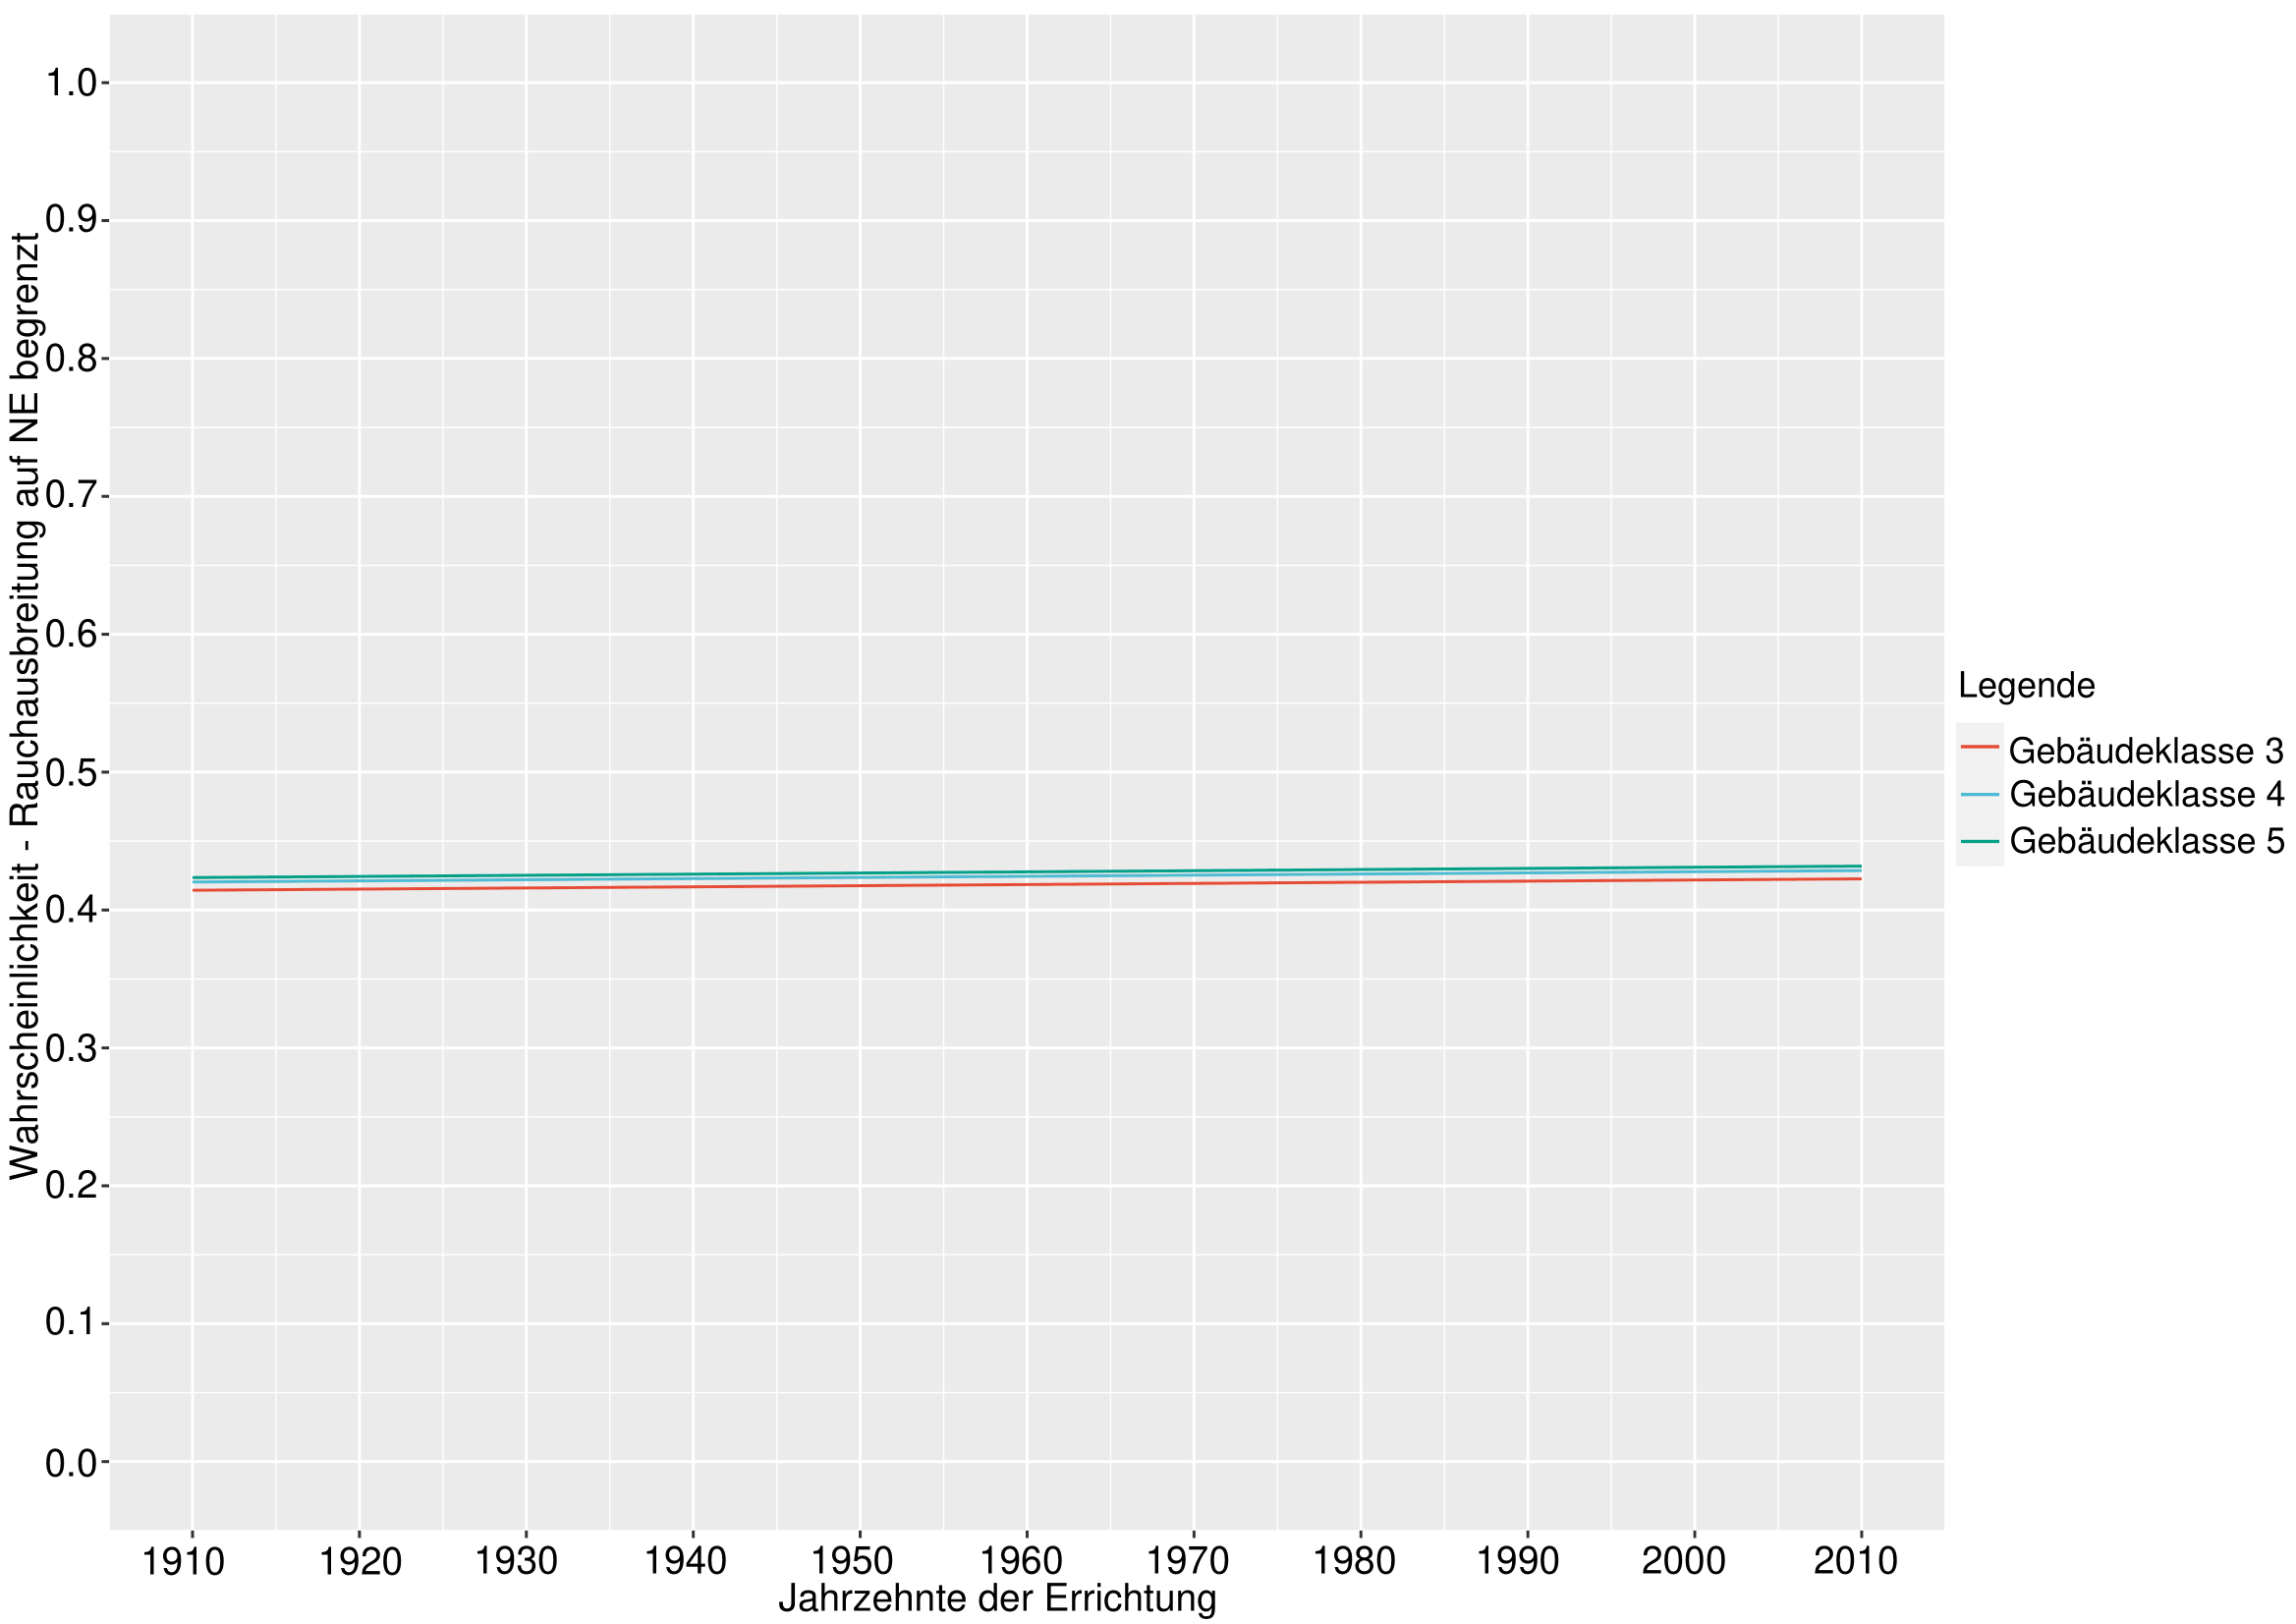 Wahrscheinlichkeit - Rauchausbreitung auf NE begrenzt
1.0
0.9
0.8
0.7
0.6
0.5
0.4
0.3
0.2
0.1
0.0
1910 1920 1930 1940 1950 1960 1970 1980 1990 2000 2010
Jahrzehnte der Errichtung
Legende
Gebäudeklasse 3
Gebäudeklasse 4
Gebäudeklasse 5